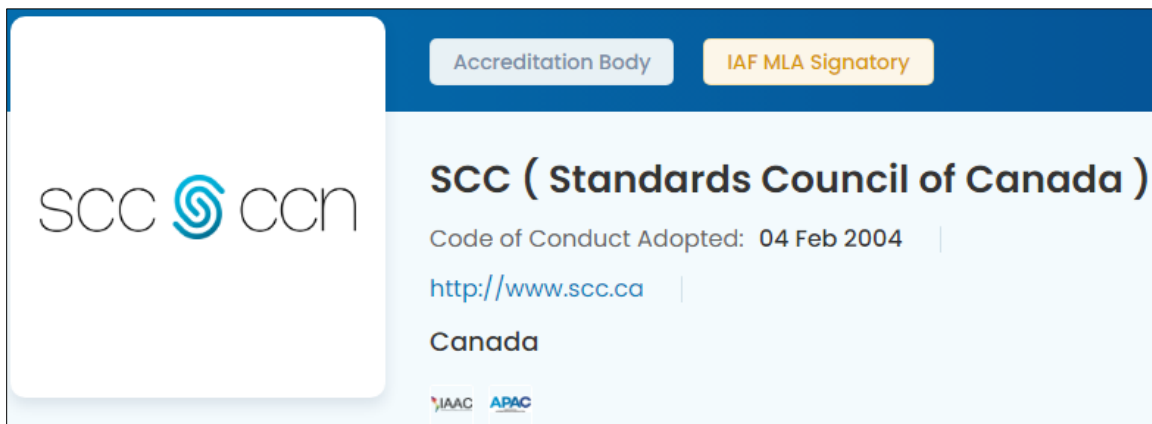 Accreditation Body
IAF MLA Signatory
scc ccn
SCC ( Standards Council of Canada )
Code of Conduct Adopted: 04 Feb 2004
http://www.scc.ca
Canada
IAAC APAC